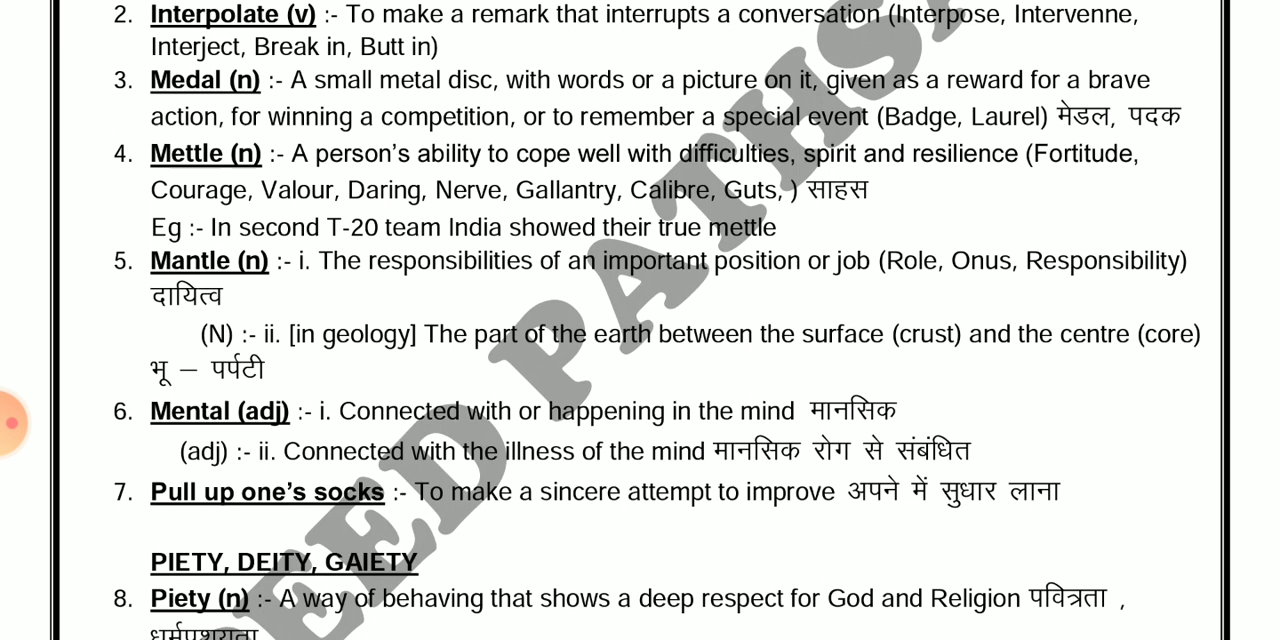 2. Interpolate (v) :- To make a remark that interrupts a conversation (Interpose, Intervenne,
Interject, Break in, Butt in)
3. Medal (n) :- A small metal disc, with words or a picture on it, given as a reward for a brave
action, for winning a competition, or to remember a special event (Badge, Laurel) मेडल, पदक
4. Mettle (n) :- A person’s ability to cope well with difficulties, spirit and resilience (Fortitude,
Courage, Valour, Daring, Nerve, Gallantry, Calibre, Guts, ) साहस
Eg :- In second T-20 team India showed their true mettle
5. Mantle (n) :- i. The responsibilities of an important position or job (Role, Onus, Responsibility)
दायित्व
(N) :- ii. [in geology] The part of the earth between the surface (crust) and the centre (core)
भू – पर्पटी
6. Mental (adj) :- i. Connected with or happening in the mind मानसिक
(adj) :- ii. Connected with the illness of the mind मानसिक रोग से संबंधित
7. Pull up one’s socks :- To make a sincere attempt to improve अपने में सुधार लाना
PIETY, DEITY, GAIETY
8. Piety (n) :- A way of behaving that shows a deep respect for God and Religion पवित्रता ,